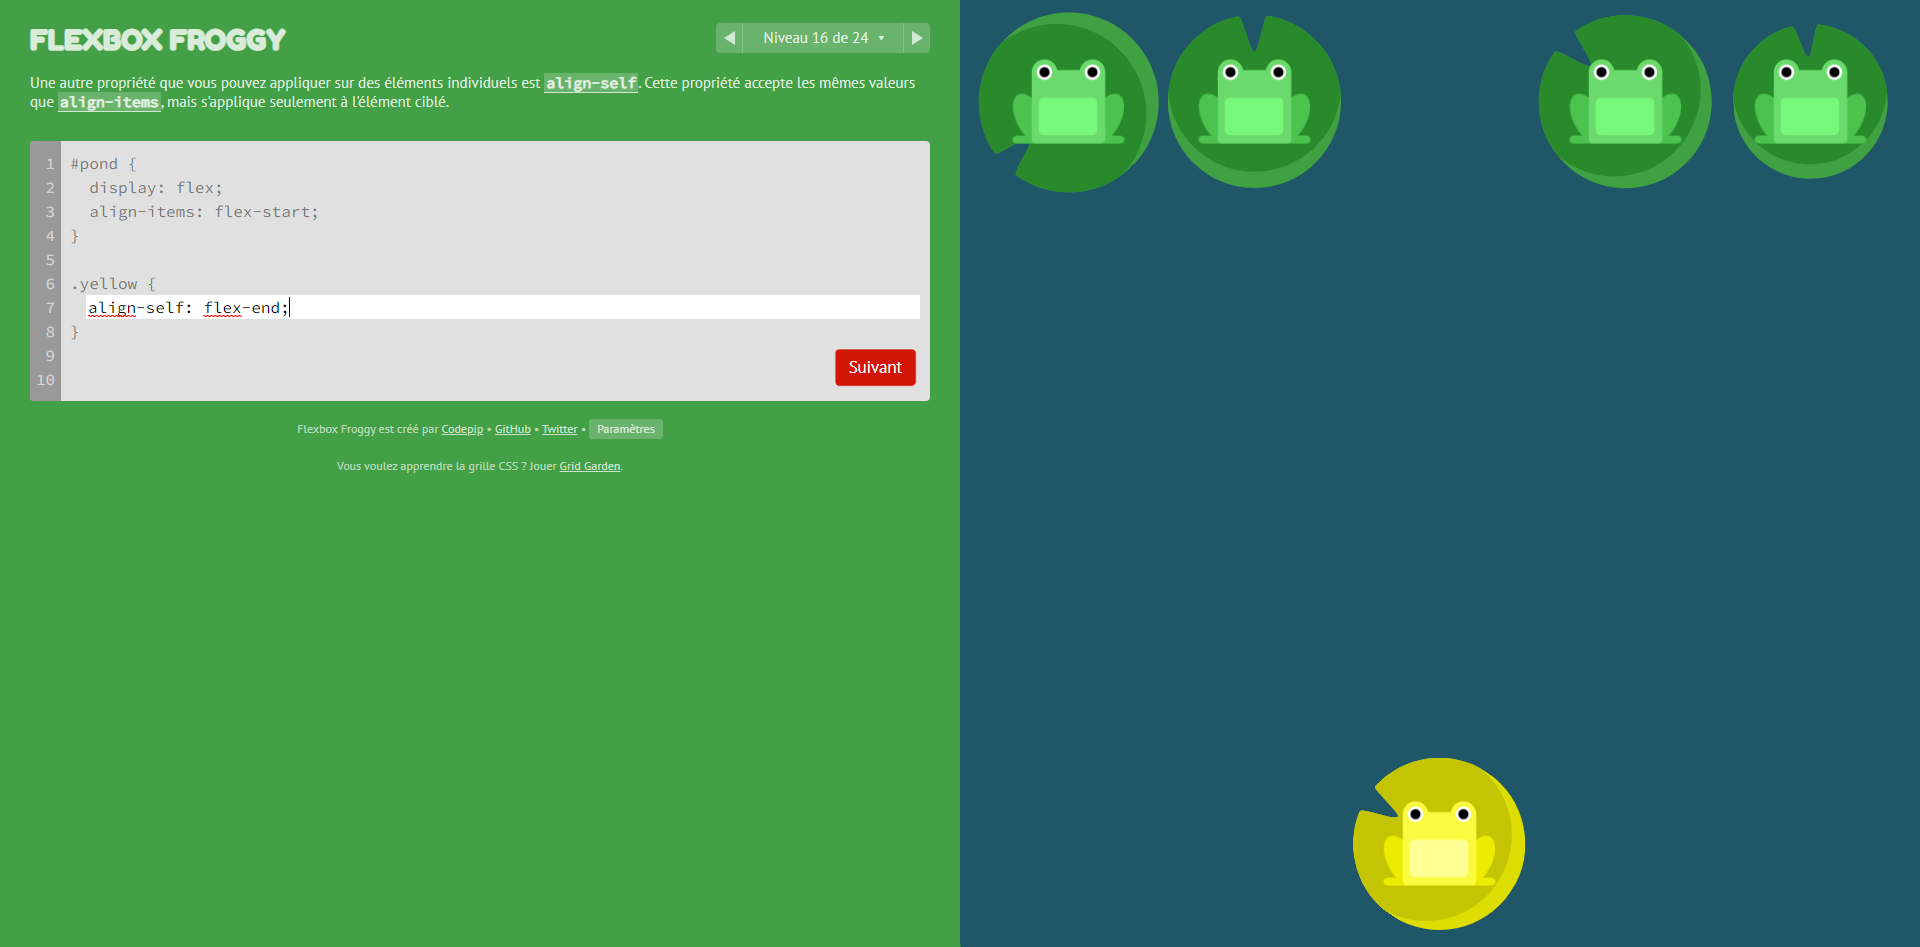 FLEXBOX FROGGY
Niveau 16 de 24 ▾
Une autre propriété que vous pouvez appliquer sur des éléments individuels est align-self. Cette propriété accepte les mêmes valeurs
que align-items, mais s'applique seulement à l'élément ciblé.
1 #pond {
2   display: flex;
3   align-items: flex-start;
4 }
5
6 .yellow {
7   align-self: flex-end;
8 }
9
10
Suivant
Flexbox Froggy est créé par Codepip • GitHub • Twitter • Paramètres
Vous voulez apprendre la grille CSS ? Jouer Grid Garden.